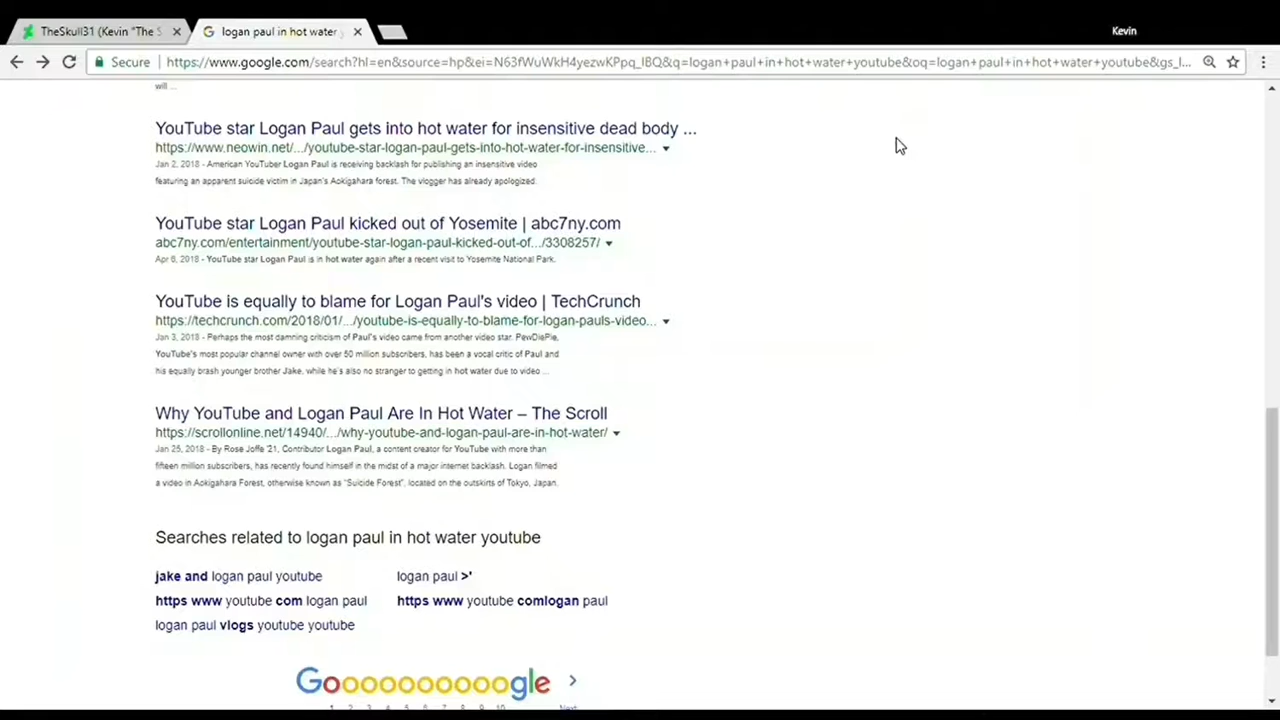 TheSkull31 (Kevin "The S
logan paul in hot water y
Kevin
Secure
https://www.google.com/search?hl=en&source=hp&ei=N63fWuWkH4yezwKPpq_IBQ&q=logan+paul+in+hot+water+youtube&oq=logan+paul+in+hot+water+youtube&gs_l...
will ...
YouTube star Logan Paul gets into hot water for insensitive dead body ...
https://www.neowin.net/.../youtube-star-logan-paul-gets-into-hot-water-for-insensitive...
Jan 2, 2018 - American YouTuber Logan Paul is receiving backlash for publishing an insensitive video
featuring an apparent suicide victim in Japan's Aokigahara forest. The vlogger has already apologized.
YouTube star Logan Paul kicked out of Yosemite | abc7ny.com
abc7ny.com/entertainment/youtube-star-logan-paul-kicked-out-of.../3308257/
Apr 6, 2018 - YouTube star Logan Paul is in hot water again after a recent visit to Yosemite National Park.
YouTube is equally to blame for Logan Paul's video | TechCrunch
https://techcrunch.com/2018/01/.../youtube-is-equally-to-blame-for-logan-pauls-video...
Jan 3, 2018 - Perhaps the most damning criticism of Paul's video came from another video star. PewDiePie,
YouTube's most popular channel owner with over 50 million subscribers, has been a vocal critic of Paul and
his equally brash younger brother Jake, while he's also no stranger to getting in hot water due to video ...
Why YouTube and Logan Paul Are In Hot Water – The Scroll
https://scrollonline.net/14940/.../why-youtube-and-logan-paul-are-in-hot-water/
Jan 25, 2018 - By Rose Joffe '21, Contributor Logan Paul, a content creator for YouTube with more than
fifteen million subscribers, has recently found himself in the midst of a major internet backlash. Logan filmed
a video in Aokigahara Forest, otherwise known as "Suicide Forest", located on the outskirts of Tokyo, Japan.
Searches related to logan paul in hot water youtube
jake and logan paul youtube
logan paul >'
https www youtube com logan paul
https www youtube comlogan paul
logan paul vlogs youtube youtube
Goooooooooogle
1 2 3 4 5 6 7 8 9 10 Next